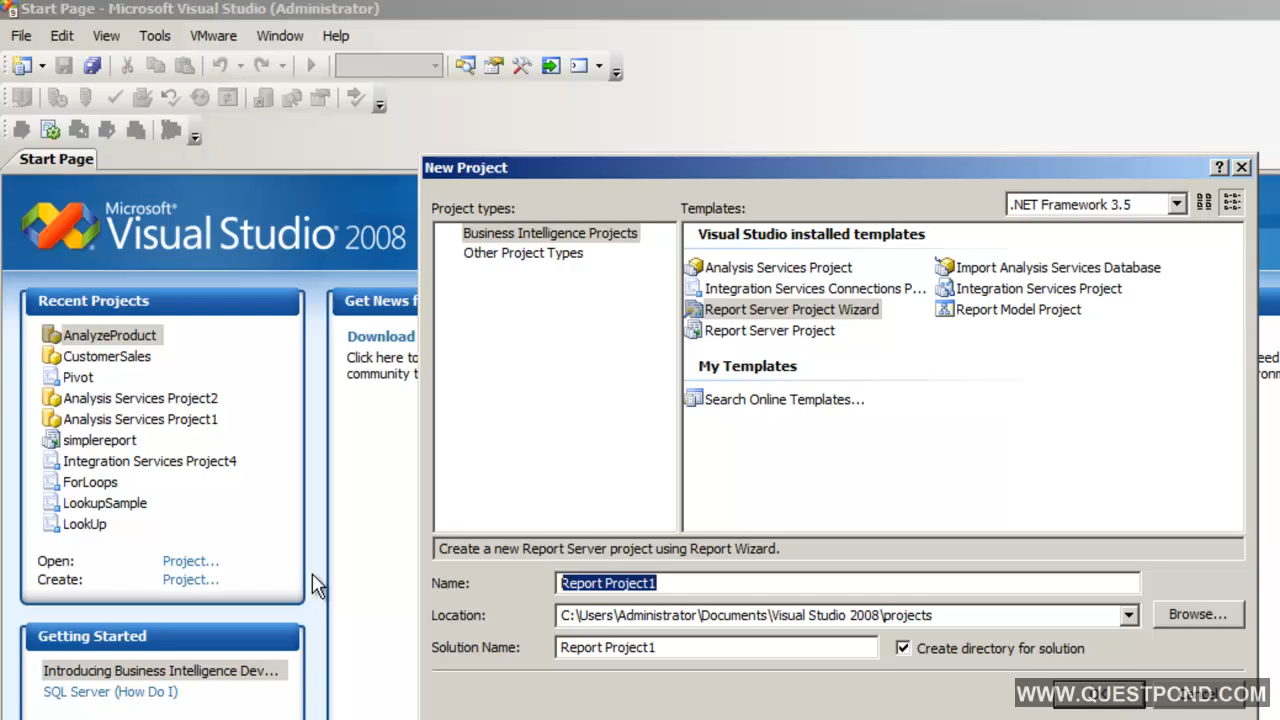 Start Page - Microsoft Visual Studio (Administrator)
File Edit View Tools VMware Window Help
Start Page
Microsoft®
Visual Studio® 2008
Recent Projects
AnalyzeProduct
CustomerSales
Pivot
Analysis Services Project2
Analysis Services Project1
simplereport
Integration Services Project4
ForLoops
LookupSample
LookUp
Open: Project...
Create: Project...
Getting Started
Introducing Business Intelligence Dev...
SQL Server (How Do I)
Get News f
Download
Click here to
community t
New Project
Project types:
Business Intelligence Projects
Other Project Types
Templates:
.NET Framework 3.5
Visual Studio installed templates
Analysis Services Project
Import Analysis Services Database
Integration Services Connections P...
Integration Services Project
Report Server Project Wizard
Report Model Project
Report Server Project
My Templates
Search Online Templates...
Create a new Report Server project using Report Wizard.
Name: Report Project1
Location: C:\Users\Administrator\Documents\Visual Studio 2008\projects
Browse...
Solution Name: Report Project1
Create directory for solution
WWW.QUESTPOND.COM